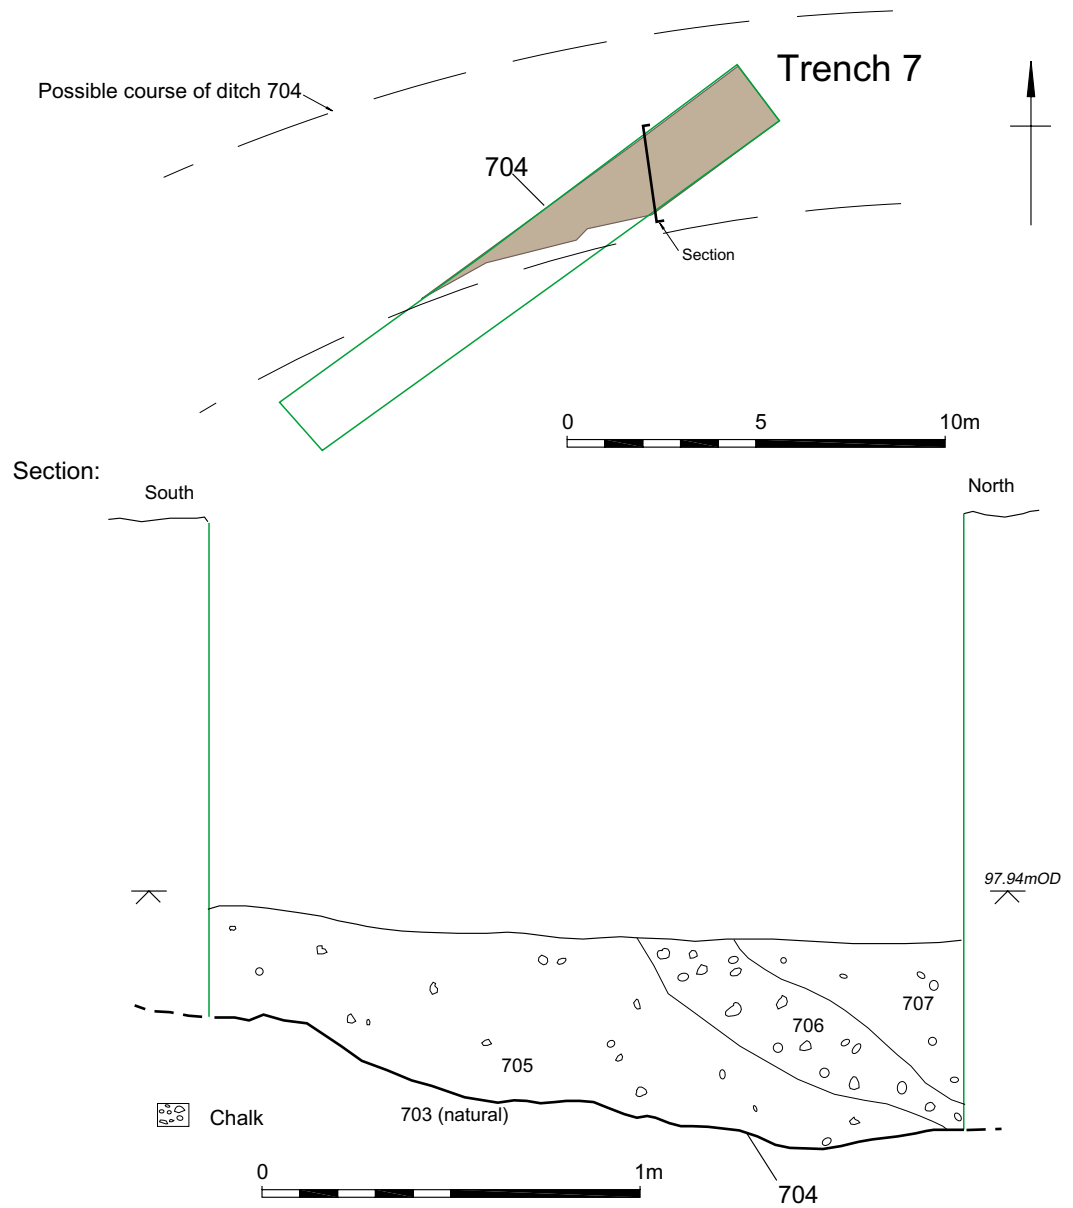 Trench 7
Possible course of ditch 704
704
Section
0 5 10m
Section:
South
North
97.94mOD
707
706
705
703 (natural)
Chalk
0 1m
704